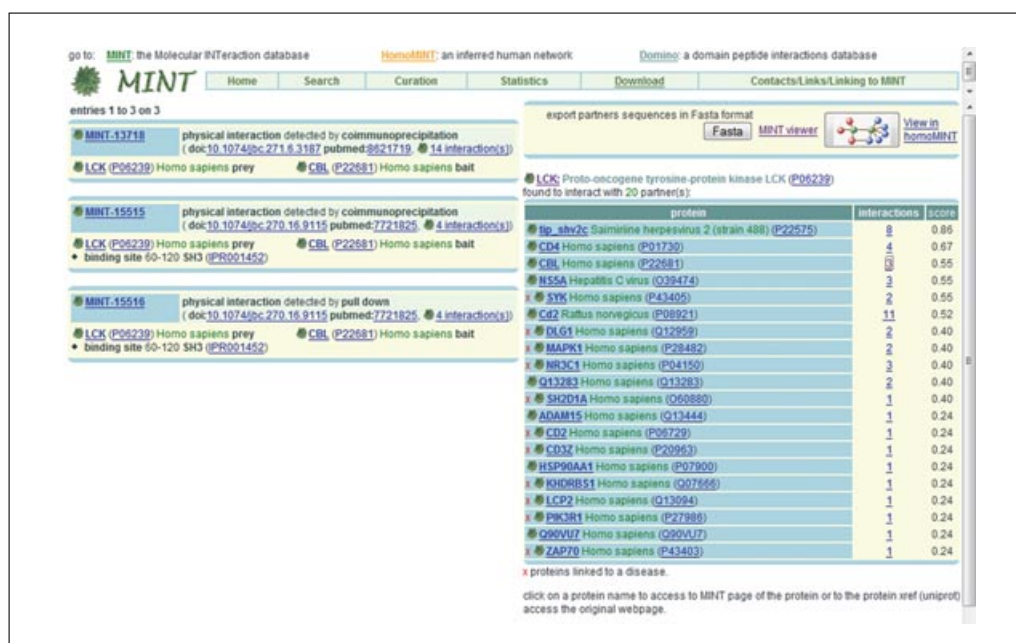 go to: MINT: the Molecular INTeraction database HomoMINT: an inferred human network Domino: a domain peptide interactions database
MINT Home Search Curation Statistics Download Contacts/Links/Linking to MINT
entries 1 to 3 on 3
MINT-13718 physical interaction detected by coimmunoprecipitation
( doi:10.1074/jbc.271.6.3187 pubmed:8621719, 14 interaction(s))
LCK (P06239) Homo sapiens prey CBL (P22681) Homo sapiens bait
MINT-15515 physical interaction detected by coimmunoprecipitation
( doi:10.1074/jbc.270.16.9115 pubmed:7721825, 4 interaction(s))
LCK (P06239) Homo sapiens prey CBL (P22681) Homo sapiens bait
• binding site 60-120 SH3 (IPR001452)
MINT-15516 physical interaction detected by pull down
( doi:10.1074/jbc.270.16.9115 pubmed:7721825, 4 interaction(s))
LCK (P06239) Homo sapiens prey CBL (P22681) Homo sapiens bait
• binding site 60-120 SH3 (IPR001452)
export partners sequences in Fasta format
Fasta MINT viewer View in homoMINT
LCK: Proto-oncogene tyrosine-protein kinase LCK (P06239)
found to interact with 20 partner(s):
protein interactions score
tip_shv2c Saimiriine herpesvirus 2 (strain 488) (P22575) 8 0.86
CD4 Homo sapiens (P01730) 4 0.67
CBL Homo sapiens (P22681) 3 0.55
NS5A Hepatitis C virus (O39474) 3 0.55
x SYK Homo sapiens (P43405) 2 0.55
Cd2 Rattus norvegicus (P08921) 11 0.52
x DLG1 Homo sapiens (Q12959) 2 0.40
x MAPK1 Homo sapiens (P28482) 2 0.40
x NR3C1 Homo sapiens (P04150) 3 0.40
Q13283 Homo sapiens (Q13283) 2 0.40
x SH2D1A Homo sapiens (O60880) 1 0.40
ADAM15 Homo sapiens (Q13444) 1 0.24
x CD2 Homo sapiens (P06729) 1 0.24
x CD3Z Homo sapiens (P20963) 1 0.24
HSP90AA1 Homo sapiens (P07900) 1 0.24
x KHDRBS1 Homo sapiens (Q07666) 1 0.24
x LCP2 Homo sapiens (Q13094) 1 0.24
x PIK3R1 Homo sapiens (P27986) 1 0.24
Q90VU7 Homo sapiens (Q90VU7) 1 0.24
x ZAP70 Homo sapiens (P43403) 1 0.24
x proteins linked to a disease.
click on a protein name to access to MINT page of the protein or to the protein xref (uniprot)
access the original webpage.